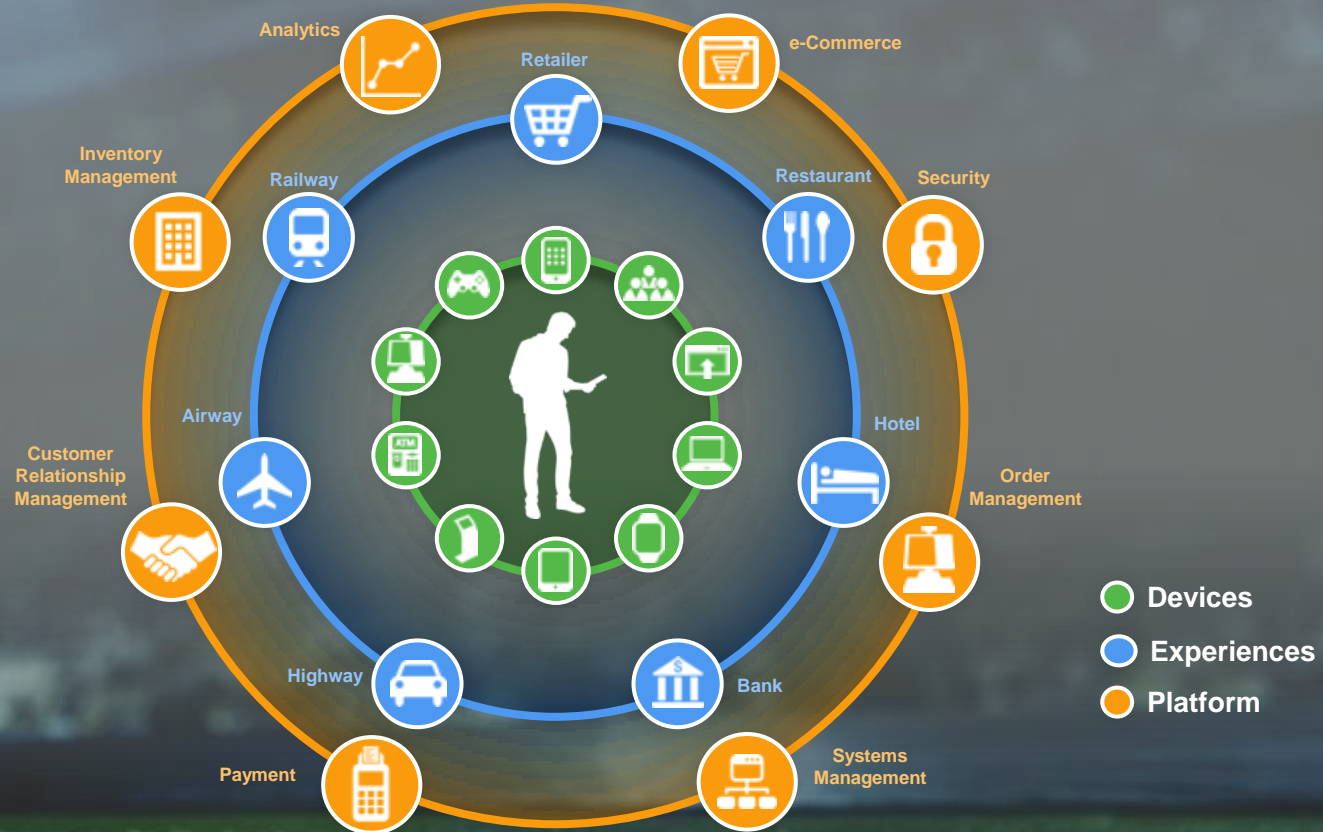 Analytics
e-Commerce
Retailer
Inventory
Management
Railway
Restaurant
Security
Airway
ATM
Hotel
Customer
Relationship
Management
Order
Management
Devices
Experiences
Platform
Highway
$
Bank
Payment
Systems
Management